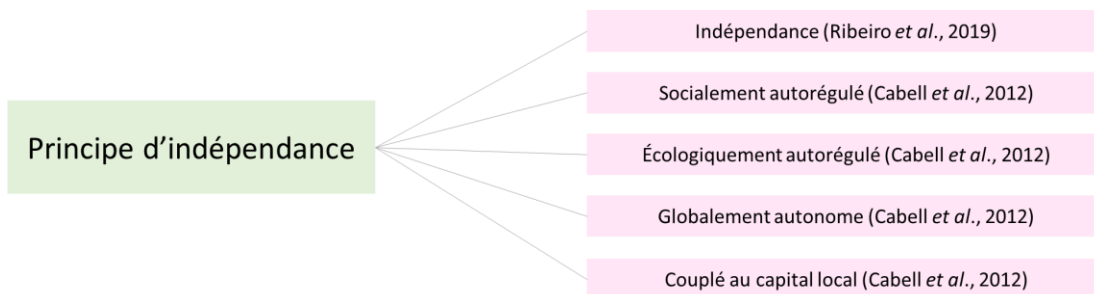 Principe d'indépendance
Indépendance (Ribeiro et al., 2019)
Socialement autorégulé (Cabell et al., 2012)
Écologiquement autorégulé (Cabell et al., 2012)
Globalement autonome (Cabell et al., 2012)
Couplé au capital local (Cabell et al., 2012)